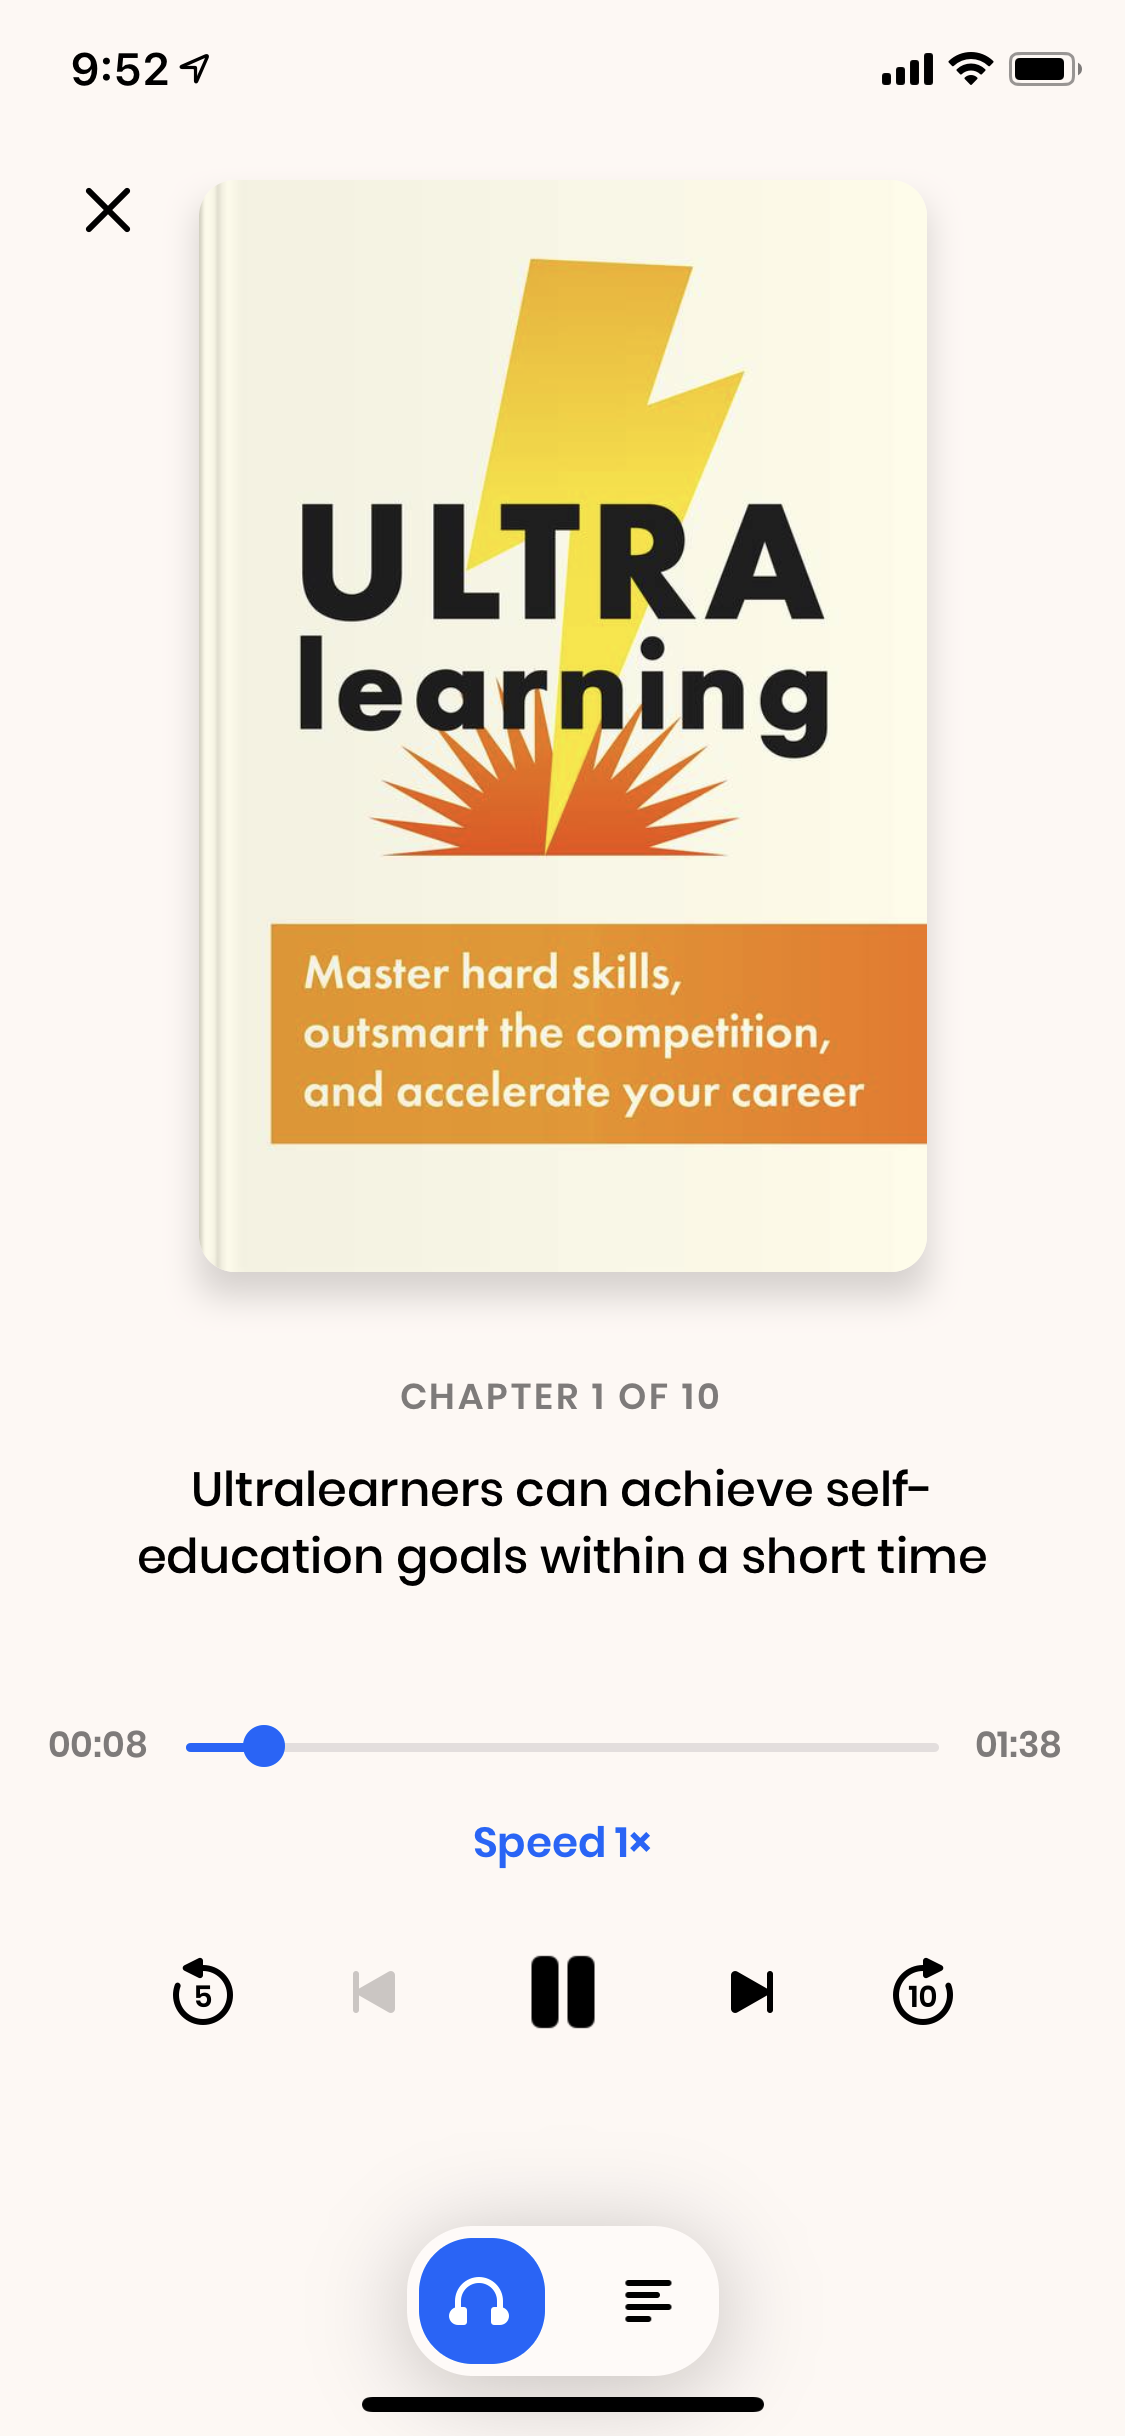 9:52
ULTRA
learning
Master hard skills,
outsmart the competition,
and accelerate your career
CHAPTER 1 OF 10
Ultralearners can achieve self-
education goals within a short time
00:08
01:38
Speed 1×
5
10